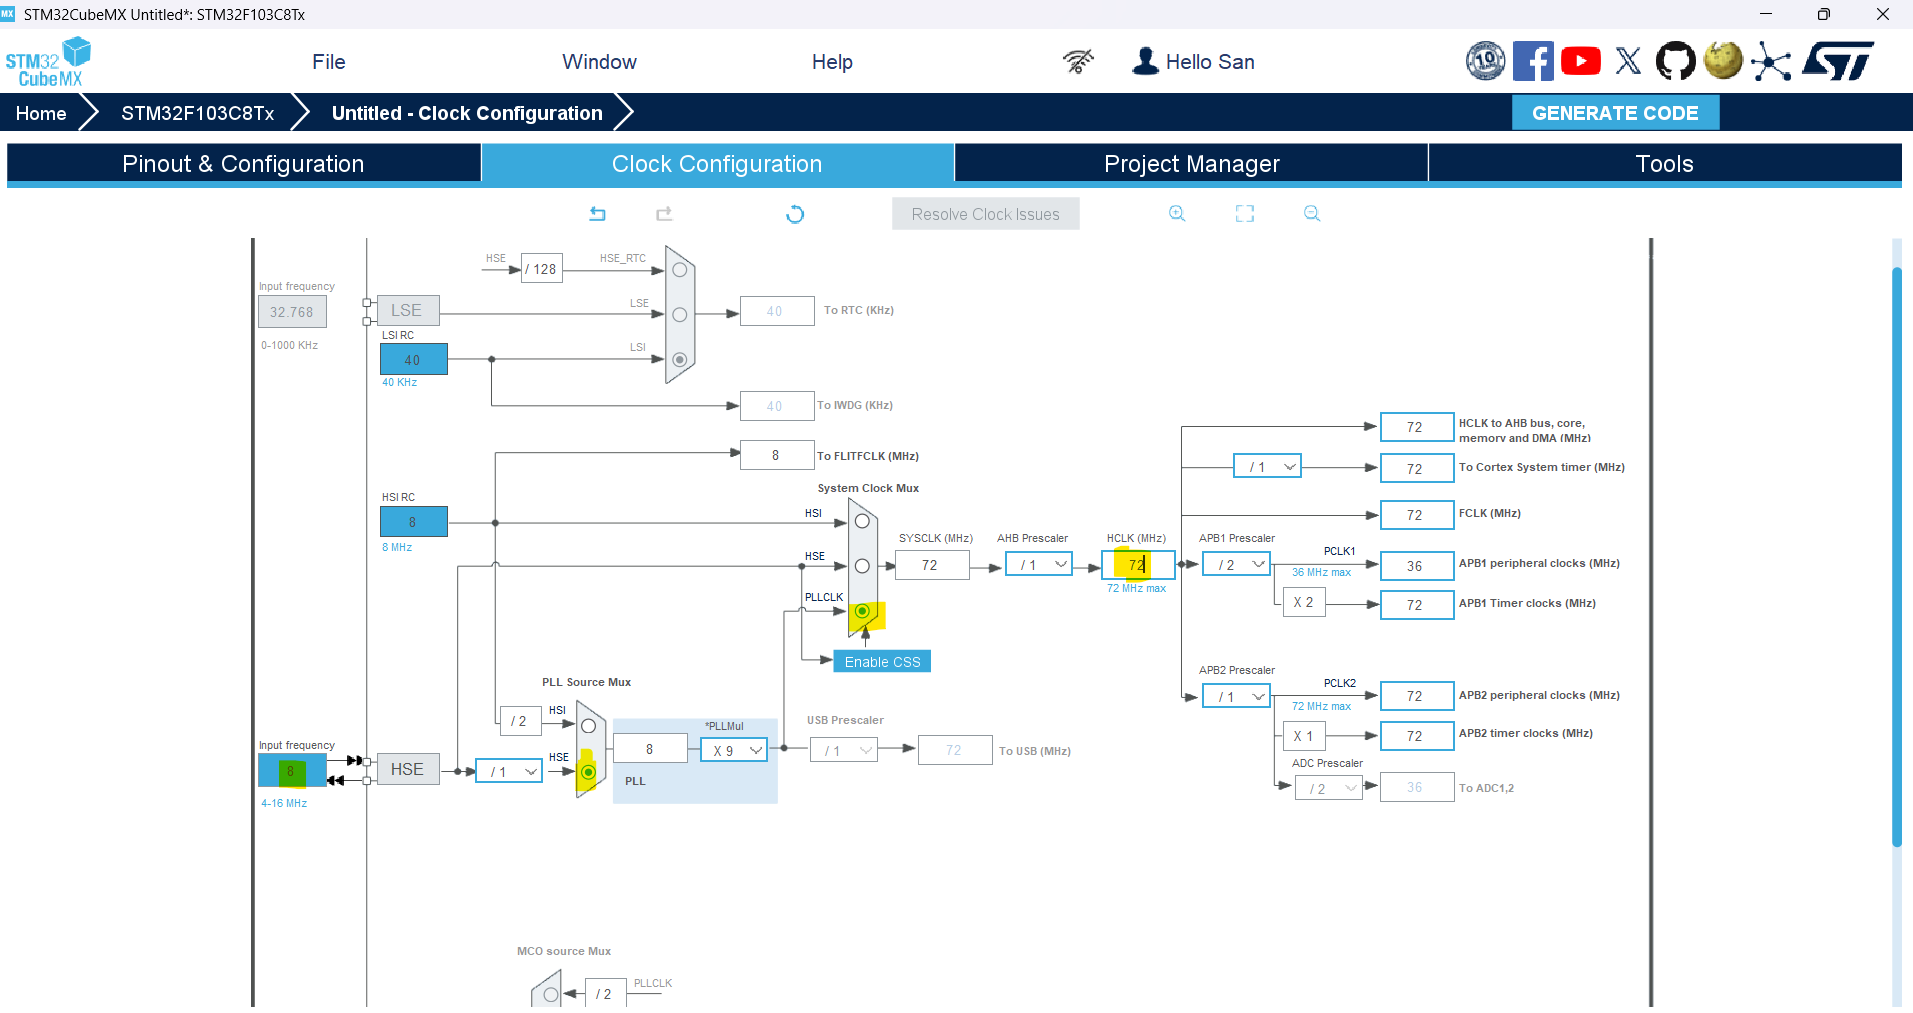 MX STM32CubeMX Untitled*: STM32F103C8Tx
STM32
CubeMX
File
Window
Help
Hello San
10
ST
Home
STM32F103C8Tx
Untitled - Clock Configuration
GENERATE CODE
Pinout & Configuration
Clock Configuration
Project Manager
Tools
Resolve Clock Issues
HSE
/ 128
HSE_RTC
Input frequency
32.768
0-1000 KHz
LSE
LSE
40
To RTC (KHz)
LSI RC
40
40 KHz
LSI
40
To IWDG (KHz)
8
To FLITFCLK (MHz)
72
HCLK to AHB bus, core,
memory and DMA (MHz)
/ 1
72
To Cortex System timer (MHz)
System Clock Mux
HSI RC
8
8 MHz
HSI
72
FCLK (MHz)
HSE
SYSCLK (MHz)
72
AHB Prescaler
/ 1
HCLK (MHz)
72
72 MHz max
APB1 Prescaler
/ 2
PCLK1
36 MHz max
36
APB1 peripheral clocks (MHz)
X 2
72
APB1 Timer clocks (MHz)
PLLCLK
Enable CSS
PLL Source Mux
APB2 Prescaler
/ 1
PCLK2
72 MHz max
72
APB2 peripheral clocks (MHz)
X 1
72
APB2 timer clocks (MHz)
ADC Prescaler
/ 2
36
To ADC1,2
/ 2
HSI
*PLLMul
8
X 9
PLL
USB Prescaler
/ 1
72
To USB (MHz)
Input frequency
8
4-16 MHz
HSE
/ 1
HSE
MCO source Mux
/ 2
PLLCLK